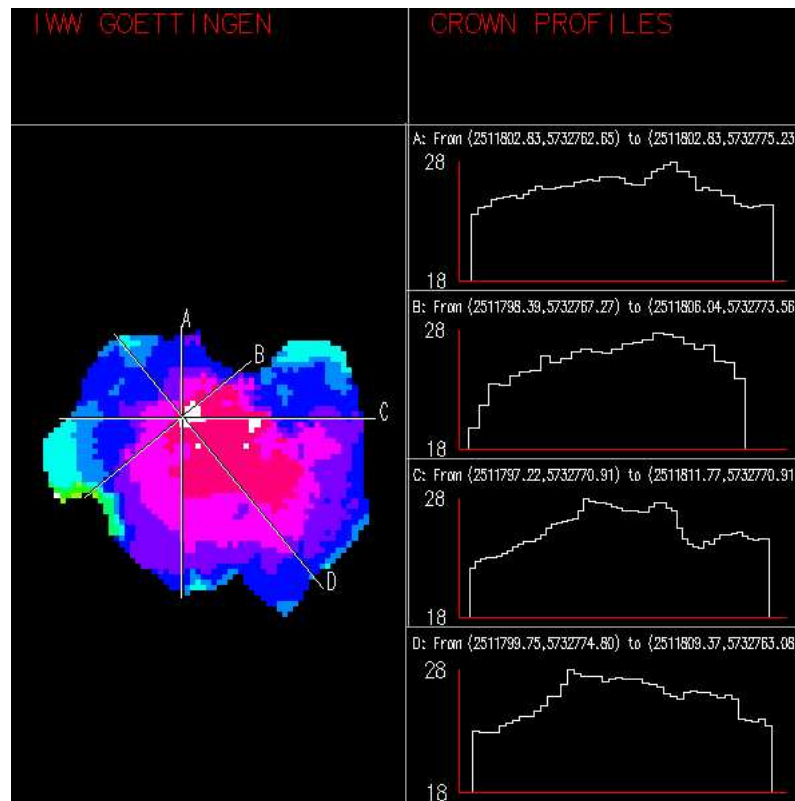 IWW GOETTINGEN
CROWN PROFILES
A: From (2511802.83,5732762.65) to (2511802.83,5732775.23
28
18
B: From (2511798.39,5732767.27) to (2511806.04,5732773.56
28
18
C: From (2511797.22,5732770.91) to (2511811.77,5732770.91
28
18
D: From (2511799.75,5732774.80) to (2511809.37,5732763.08
28
18
A
B
C
D